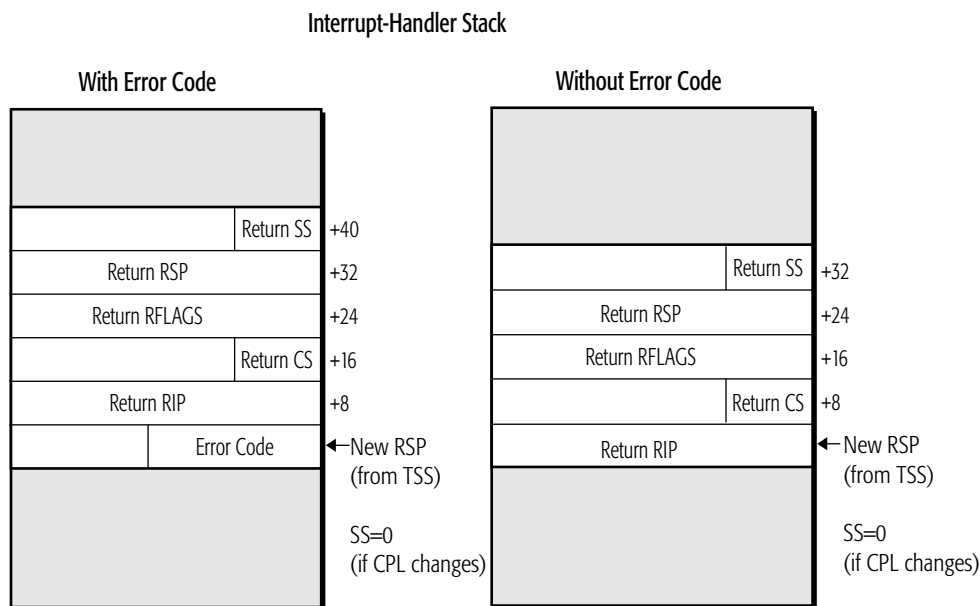 Interrupt-Handler Stack
With Error Code
Return SS
+40
Return RSP
+32
Return RFLAGS
+24
Return CS
+16
Return RIP
+8
Error Code
New RSP
(from TSS)
SS=0
(if CPL changes)
Without Error Code
Return SS
+32
Return RSP
+24
Return RFLAGS
+16
Return CS
+8
Return RIP
New RSP
(from TSS)
SS=0
(if CPL changes)